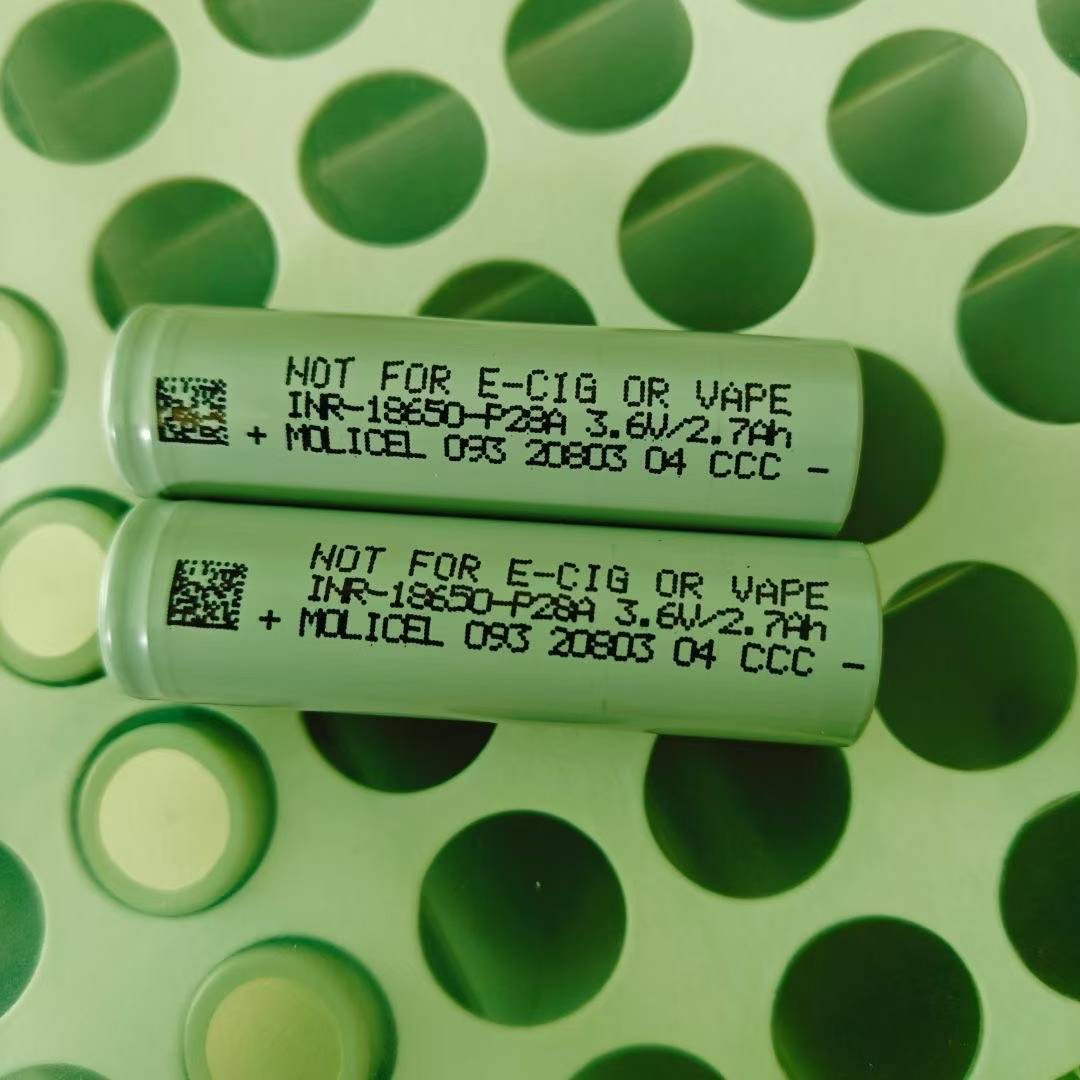 NOT FOR E-CIG OR VAPE
INR-18650-P28A 3.6V/2.7Ah
+ MOLICEL 093 20803 04 CCC -
NOT FOR E-CIG OR VAPE
INR-18650-P28A 3.6V/2.7Ah
+ MOLICEL 093 20803 04 CCC -